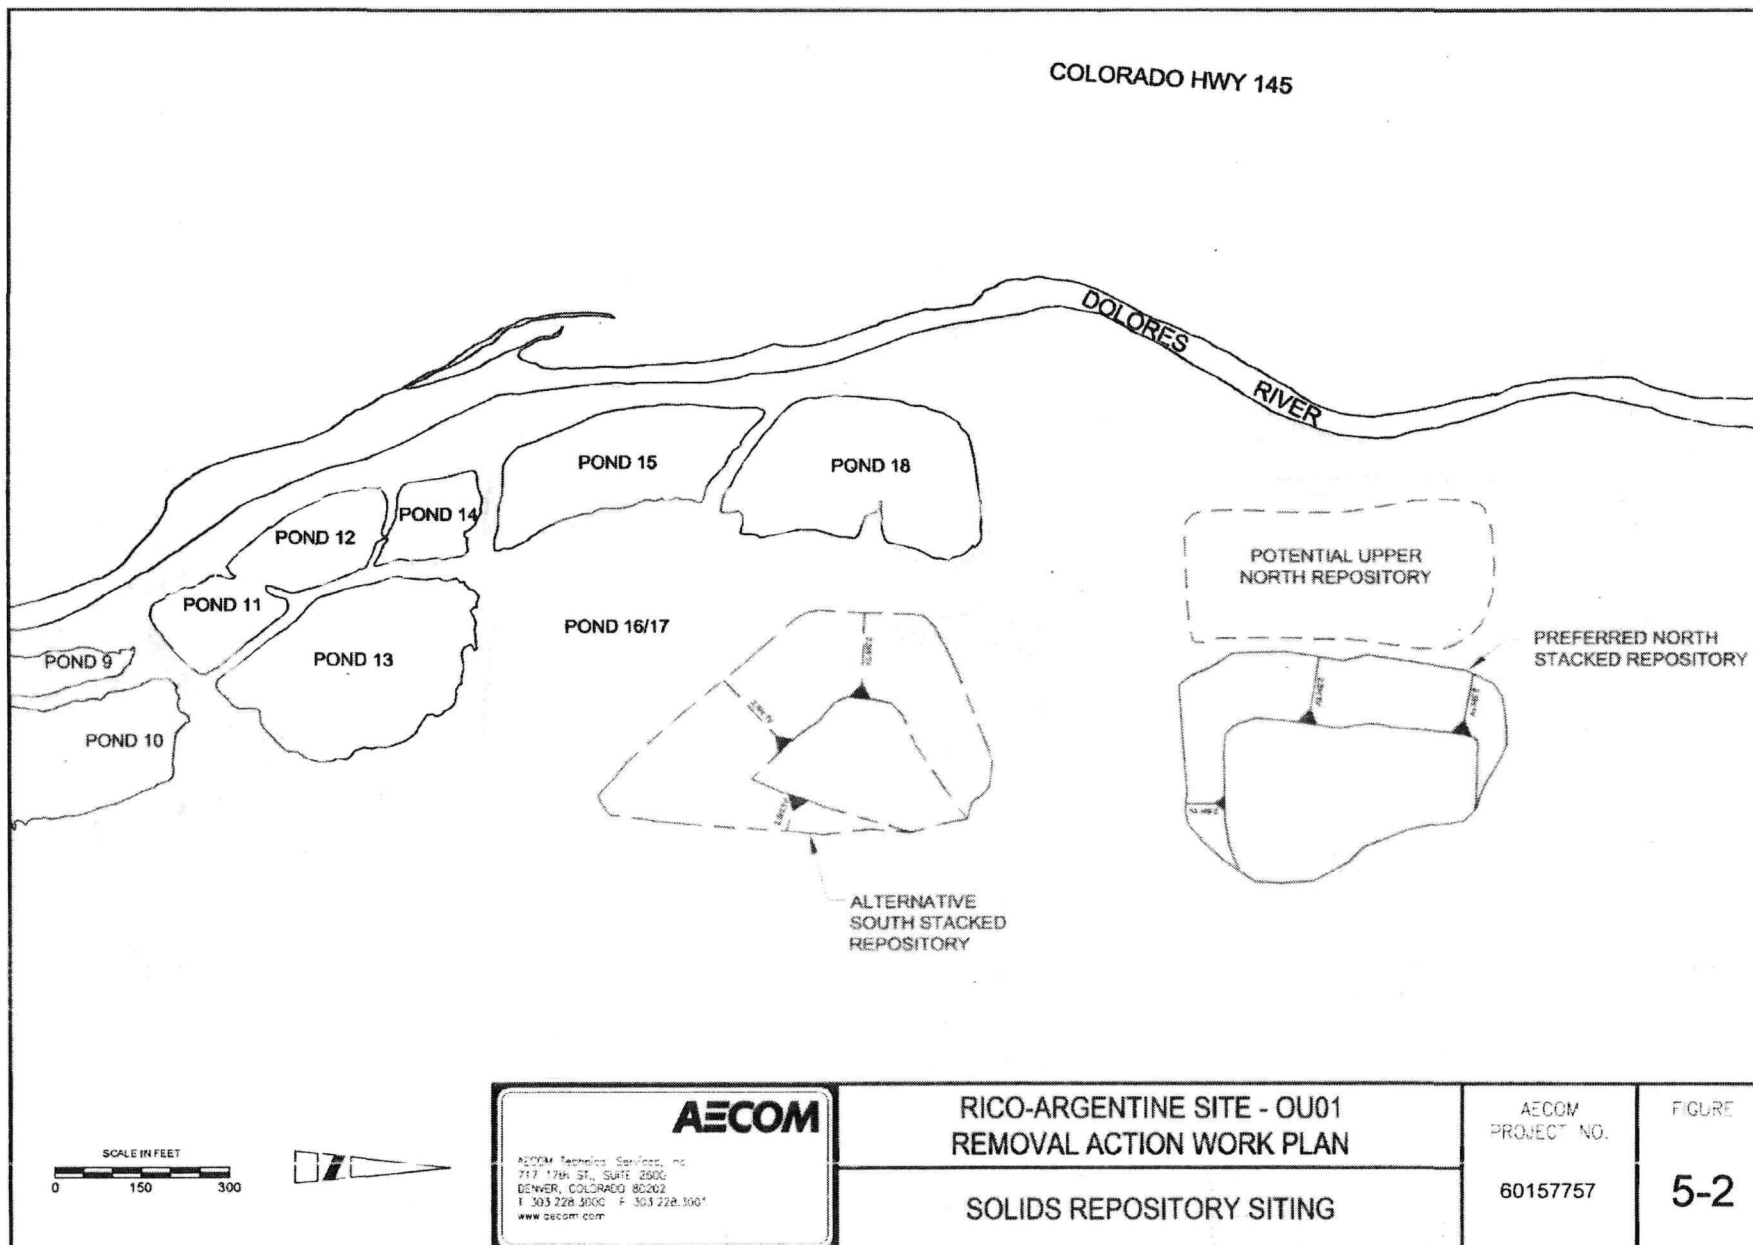 COLORADO HWY 145
DOLORES
RIVER
POND 15
POND 18
POND 14
POND 12
POND 11
POND 9
POND 13
POND 10
POND 16/17
POTENTIAL UPPER
NORTH REPOSITORY
PREFERRED NORTH
STACKED REPOSITORY
ALTERNATIVE
SOUTH STACKED
REPOSITORY
SCALE IN FEET
0 150 300
AECOM
AECOM Technical Services, Inc
717 17th ST., SUITE 2600
DENVER, COLORADO 80202
T 303.228.3000 F 303.228.3001
www.aecom.com
RICO-ARGENTINE SITE - OU01
REMOVAL ACTION WORK PLAN
SOLIDS REPOSITORY SITING
AECOM
PROJECT NO.
60157757
FIGURE
5-2